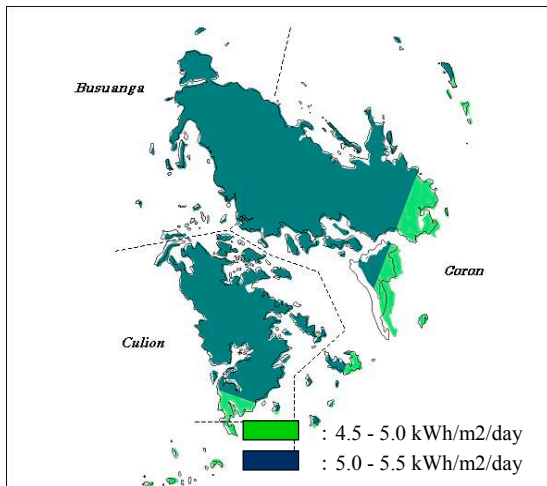 Busuanga
Coron
Culion
: 4.5 - 5.0 kWh/m2/day
: 5.0 - 5.5 kWh/m2/day